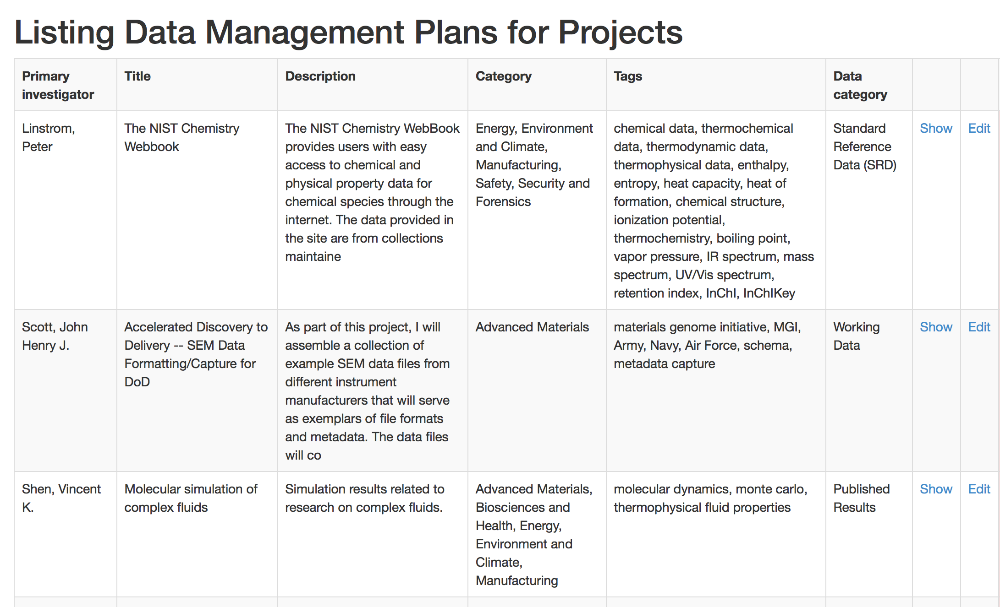 Listing Data Management Plans for Projects
Primary
investigator
Title
Description
Category
Tags
Data
category
Linstrom,
Peter
The NIST Chemistry
Webbook
The NIST Chemistry WebBook
provides users with easy
access to chemical and
physical property data for
chemical species through the
internet. The data provided in
the site are from collections
maintaine
Energy, Environment
and Climate,
Manufacturing,
Safety, Security and
Forensics
chemical data, thermochemical
data, thermodynamic data,
thermophysical data, enthalpy,
entropy, heat capacity, heat of
formation, chemical structure,
ionization potential,
thermochemistry, boiling point,
vapor pressure, IR spectrum, mass
spectrum, UV/Vis spectrum,
retention index, InChI, InChIKey
Standard
Reference
Data (SRD)
Show
Edit
Scott, John
Henry J.
Accelerated Discovery to
Delivery -- SEM Data
Formatting/Capture for
DoD
As part of this project, I will
assemble a collection of
example SEM data files from
different instrument
manufacturers that will serve
as exemplars of file formats
and metadata. The data files
will co
Advanced Materials
materials genome initiative, MGI,
Army, Navy, Air Force, schema,
metadata capture
Working
Data
Show
Edit
Shen, Vincent
K.
Molecular simulation of
complex fluids
Simulation results related to
research on complex fluids.
Advanced Materials,
Biosciences and
Health, Energy,
Environment and
Climate,
Manufacturing
molecular dynamics, monte carlo,
thermophysical fluid properties
Published
Results
Show
Edit